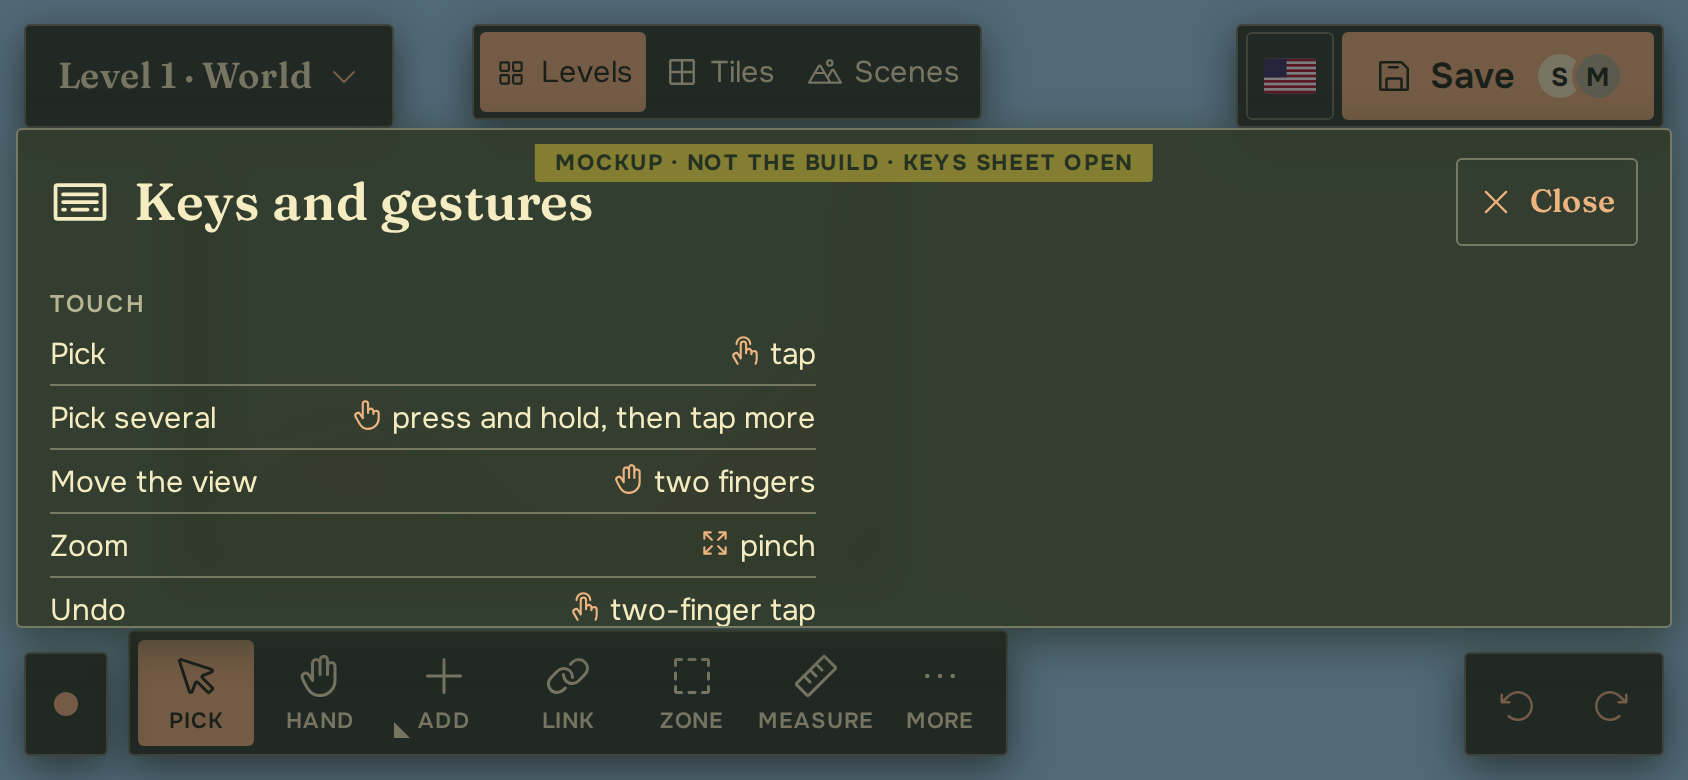 Level 1 · World
Levels
Tiles
Scenes
Save
S
M
MOCKUP · NOT THE BUILD · KEYS SHEET OPEN
Keys and gestures
Close
TOUCH
Pick tap
Pick several press and hold, then tap more
Move the view two fingers
Zoom pinch
Undo two-finger tap
PICK
HAND
ADD
LINK
ZONE
MEASURE
MORE